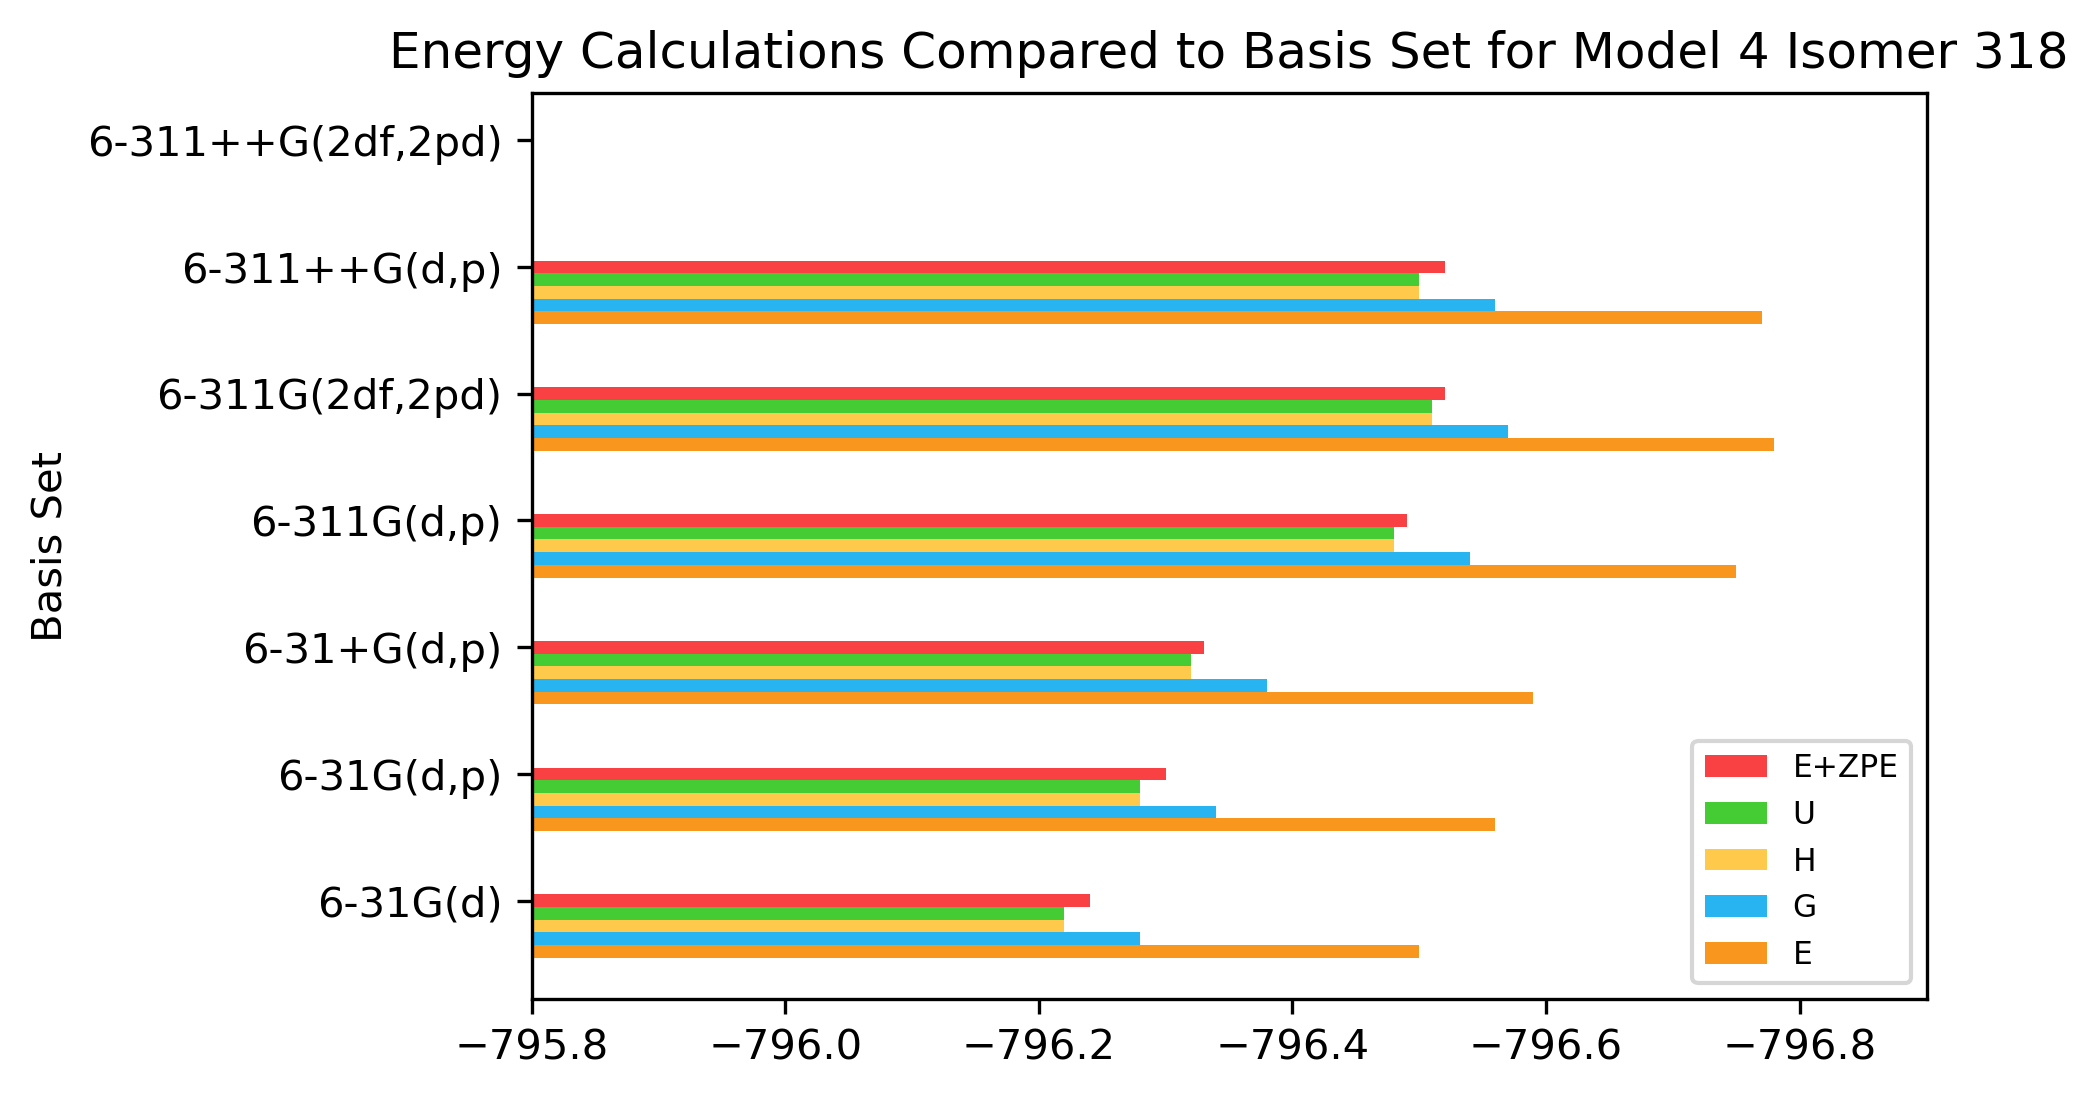 Energy Calculations Compared to Basis Set for Model 4 Isomer 318
6-311++G(2df,2pd)
6-311++G(d,p)
6-311G(2df,2pd)
6-311G(d,p)
6-31+G(d,p)
6-31G(d,p)
6-31G(d)
Basis Set
E+ZPE
U
H
G
E
−795.8 −796.0 −796.2 −796.4 −796.6 −796.8